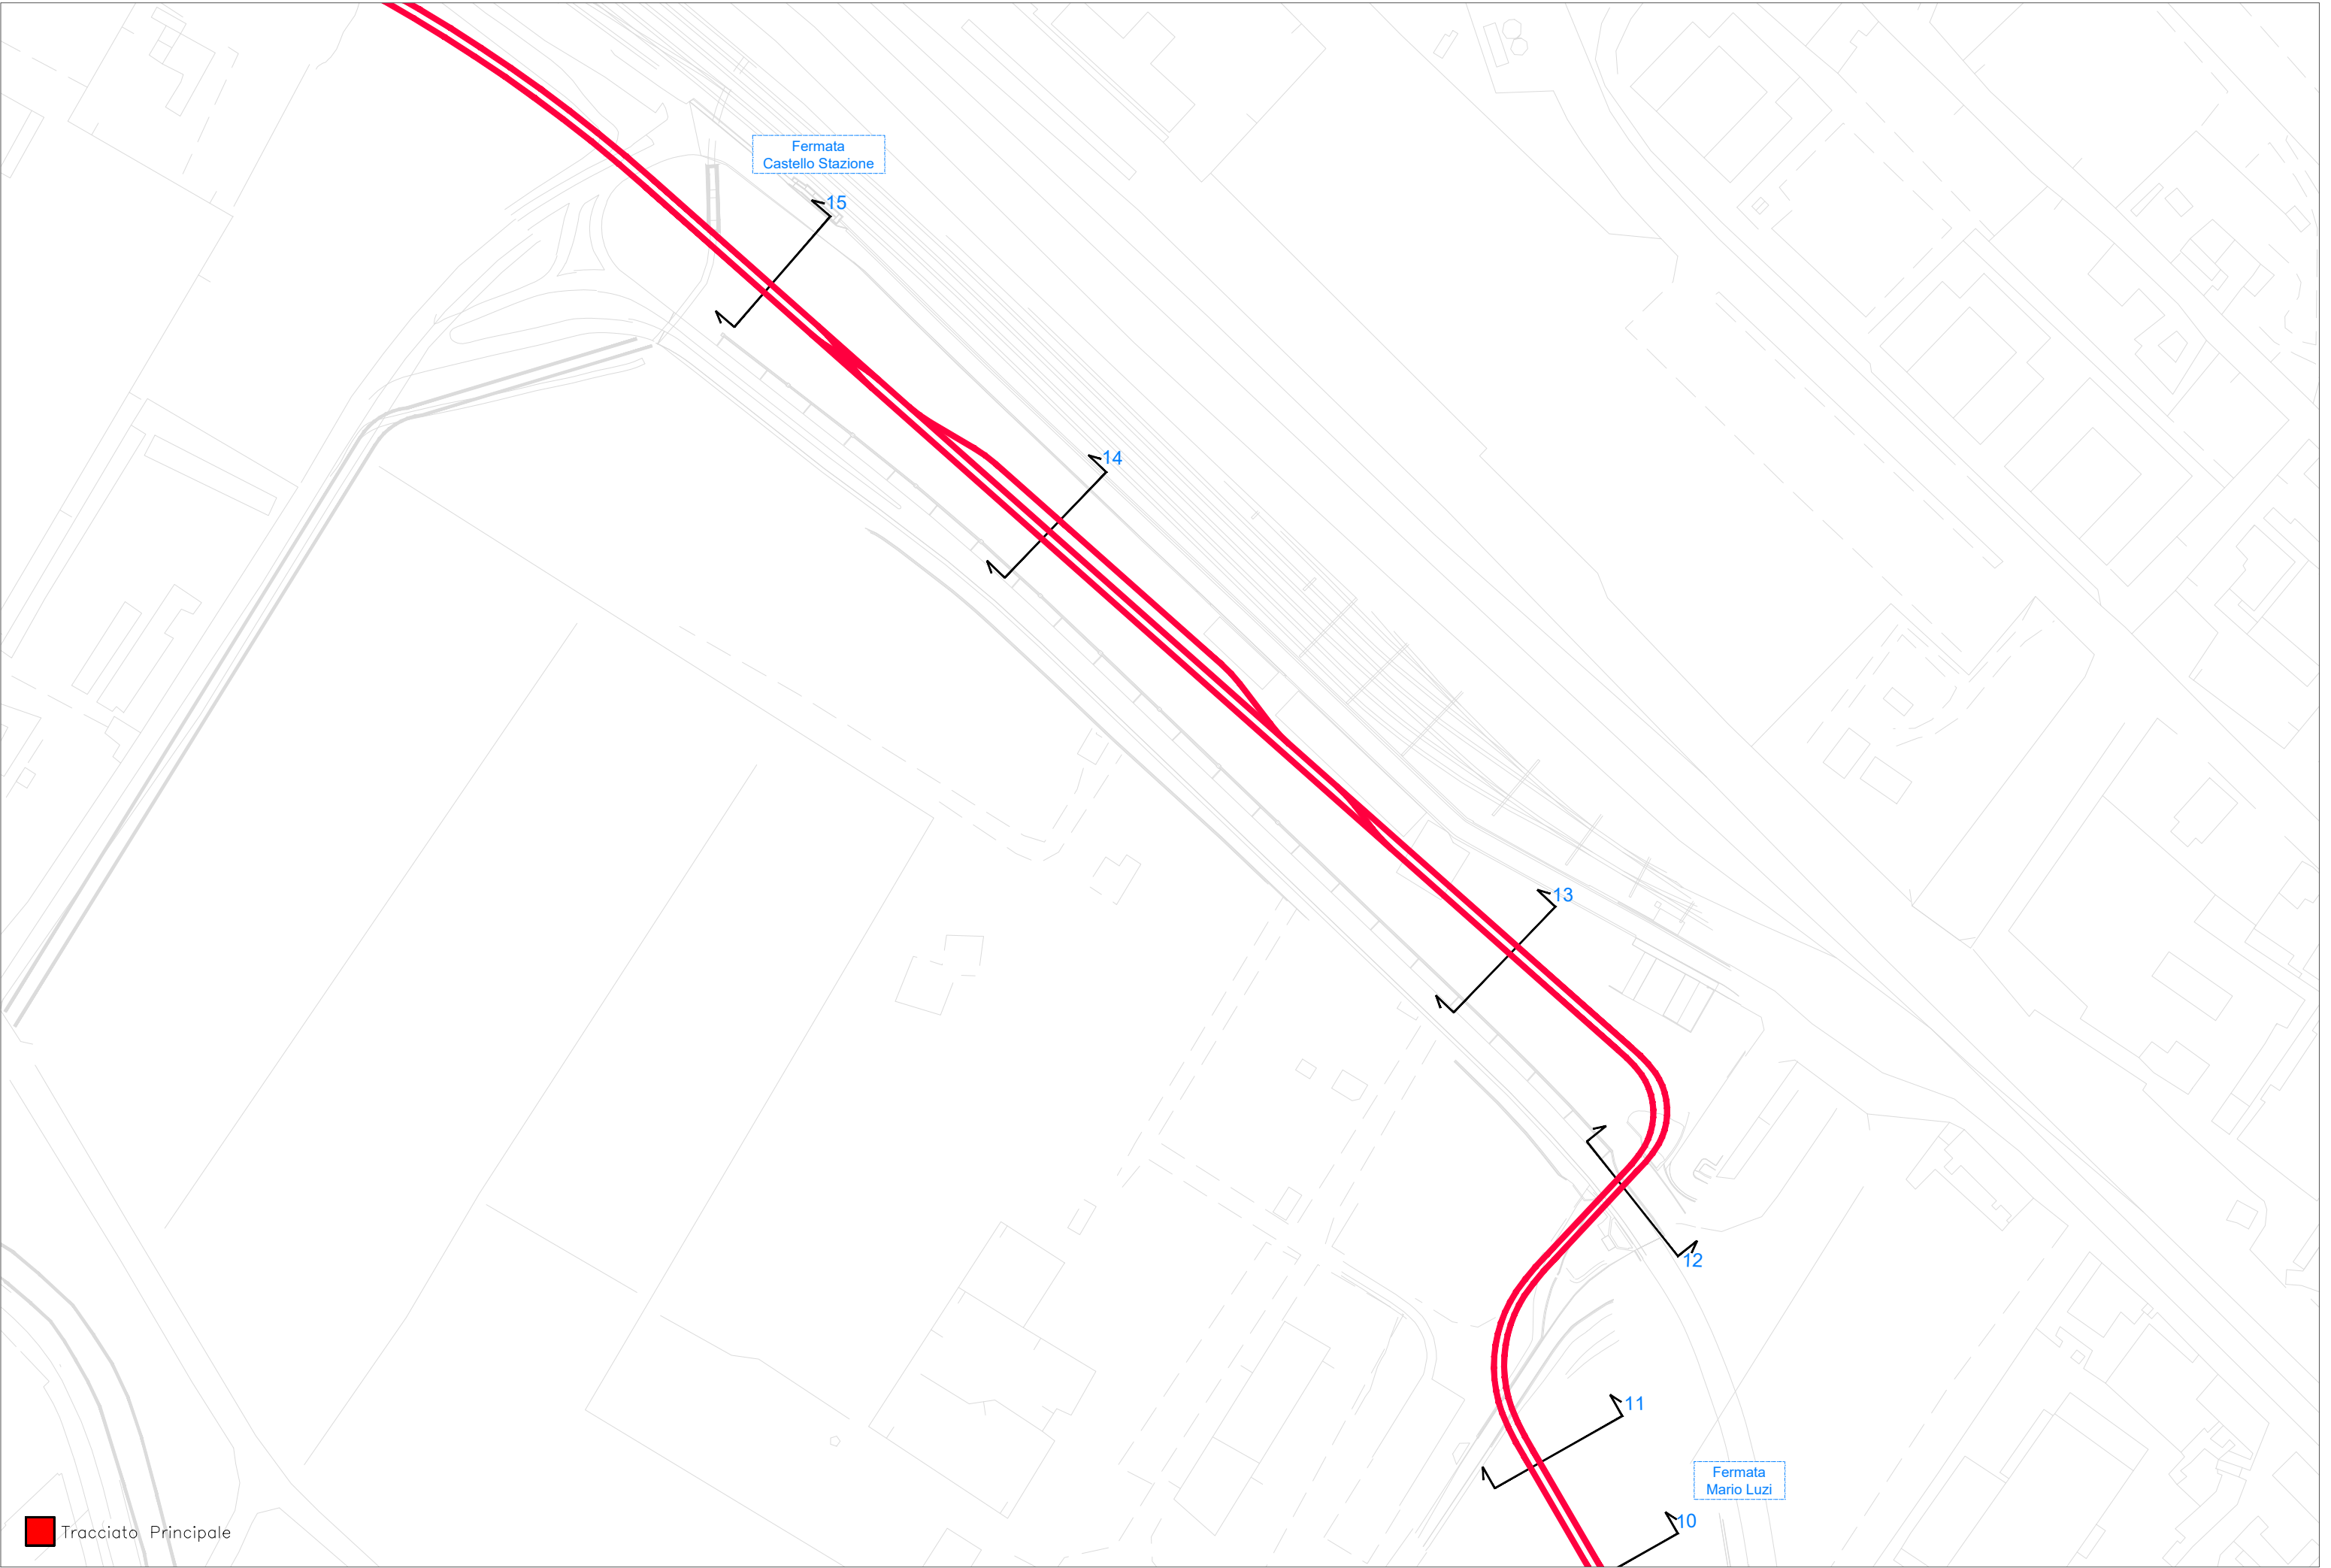 Fermata
Castello Stazione
15
14
13
12
11
Fermata
Mario Luzi
10
Tracciato Principale